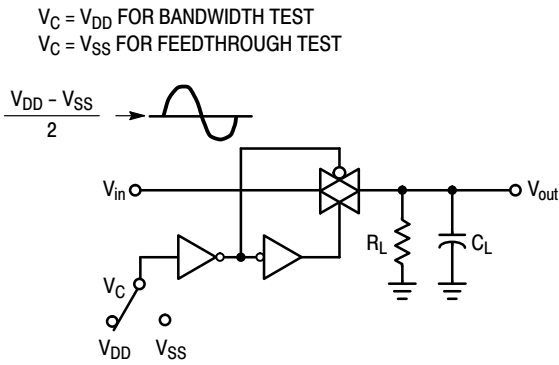 V_C = V_DD FOR BANDWIDTH TEST
V_C = V_SS FOR FEEDTHROUGH TEST
V_DD - V_SS
2
V_in
V_out
R_L
C_L
V_C
V_DD
V_SS